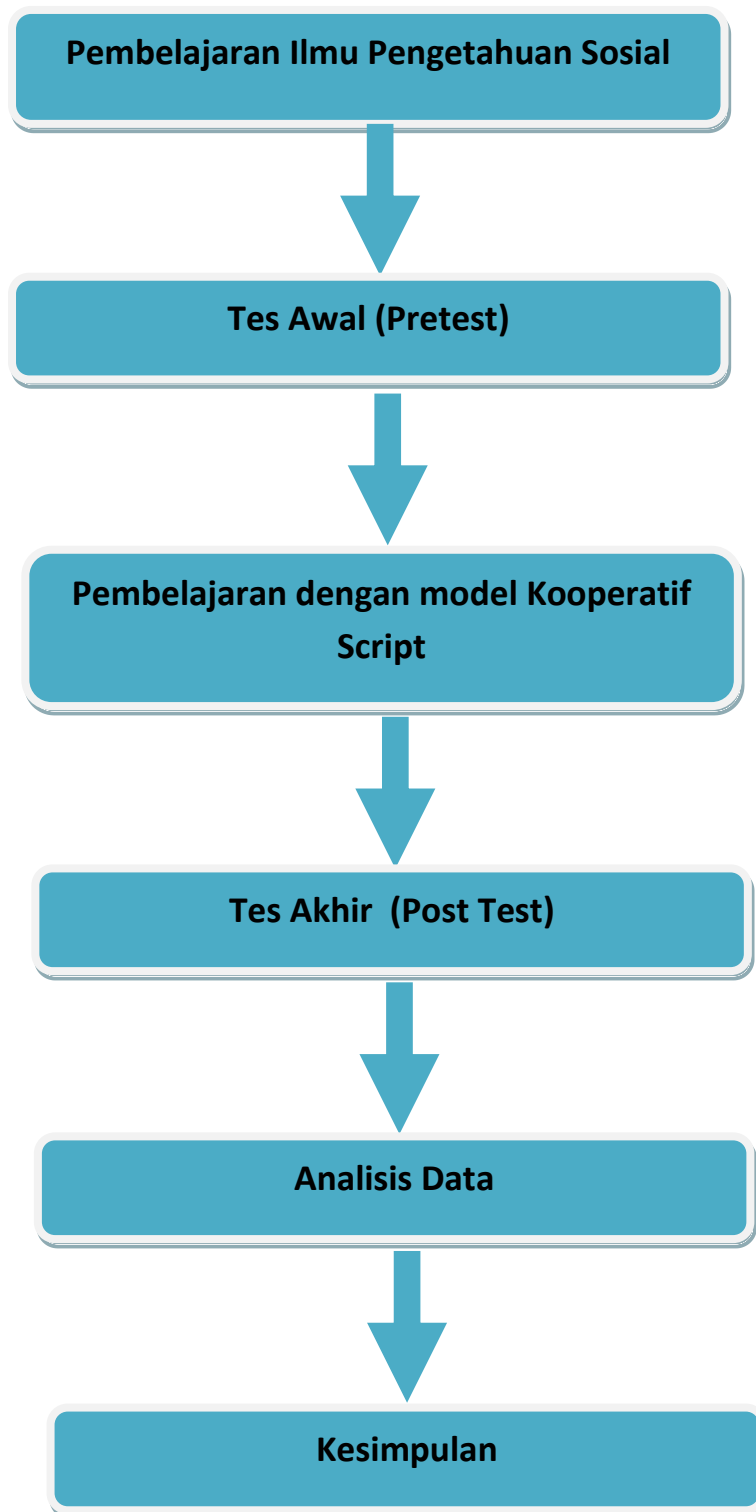 Pembelajaran Ilmu Pengetahuan Sosial
Tes Awal (Pretest)
Pembelajaran dengan model Kooperatif
Script
Tes Akhir  (Post Test)
Analisis Data
Kesimpulan